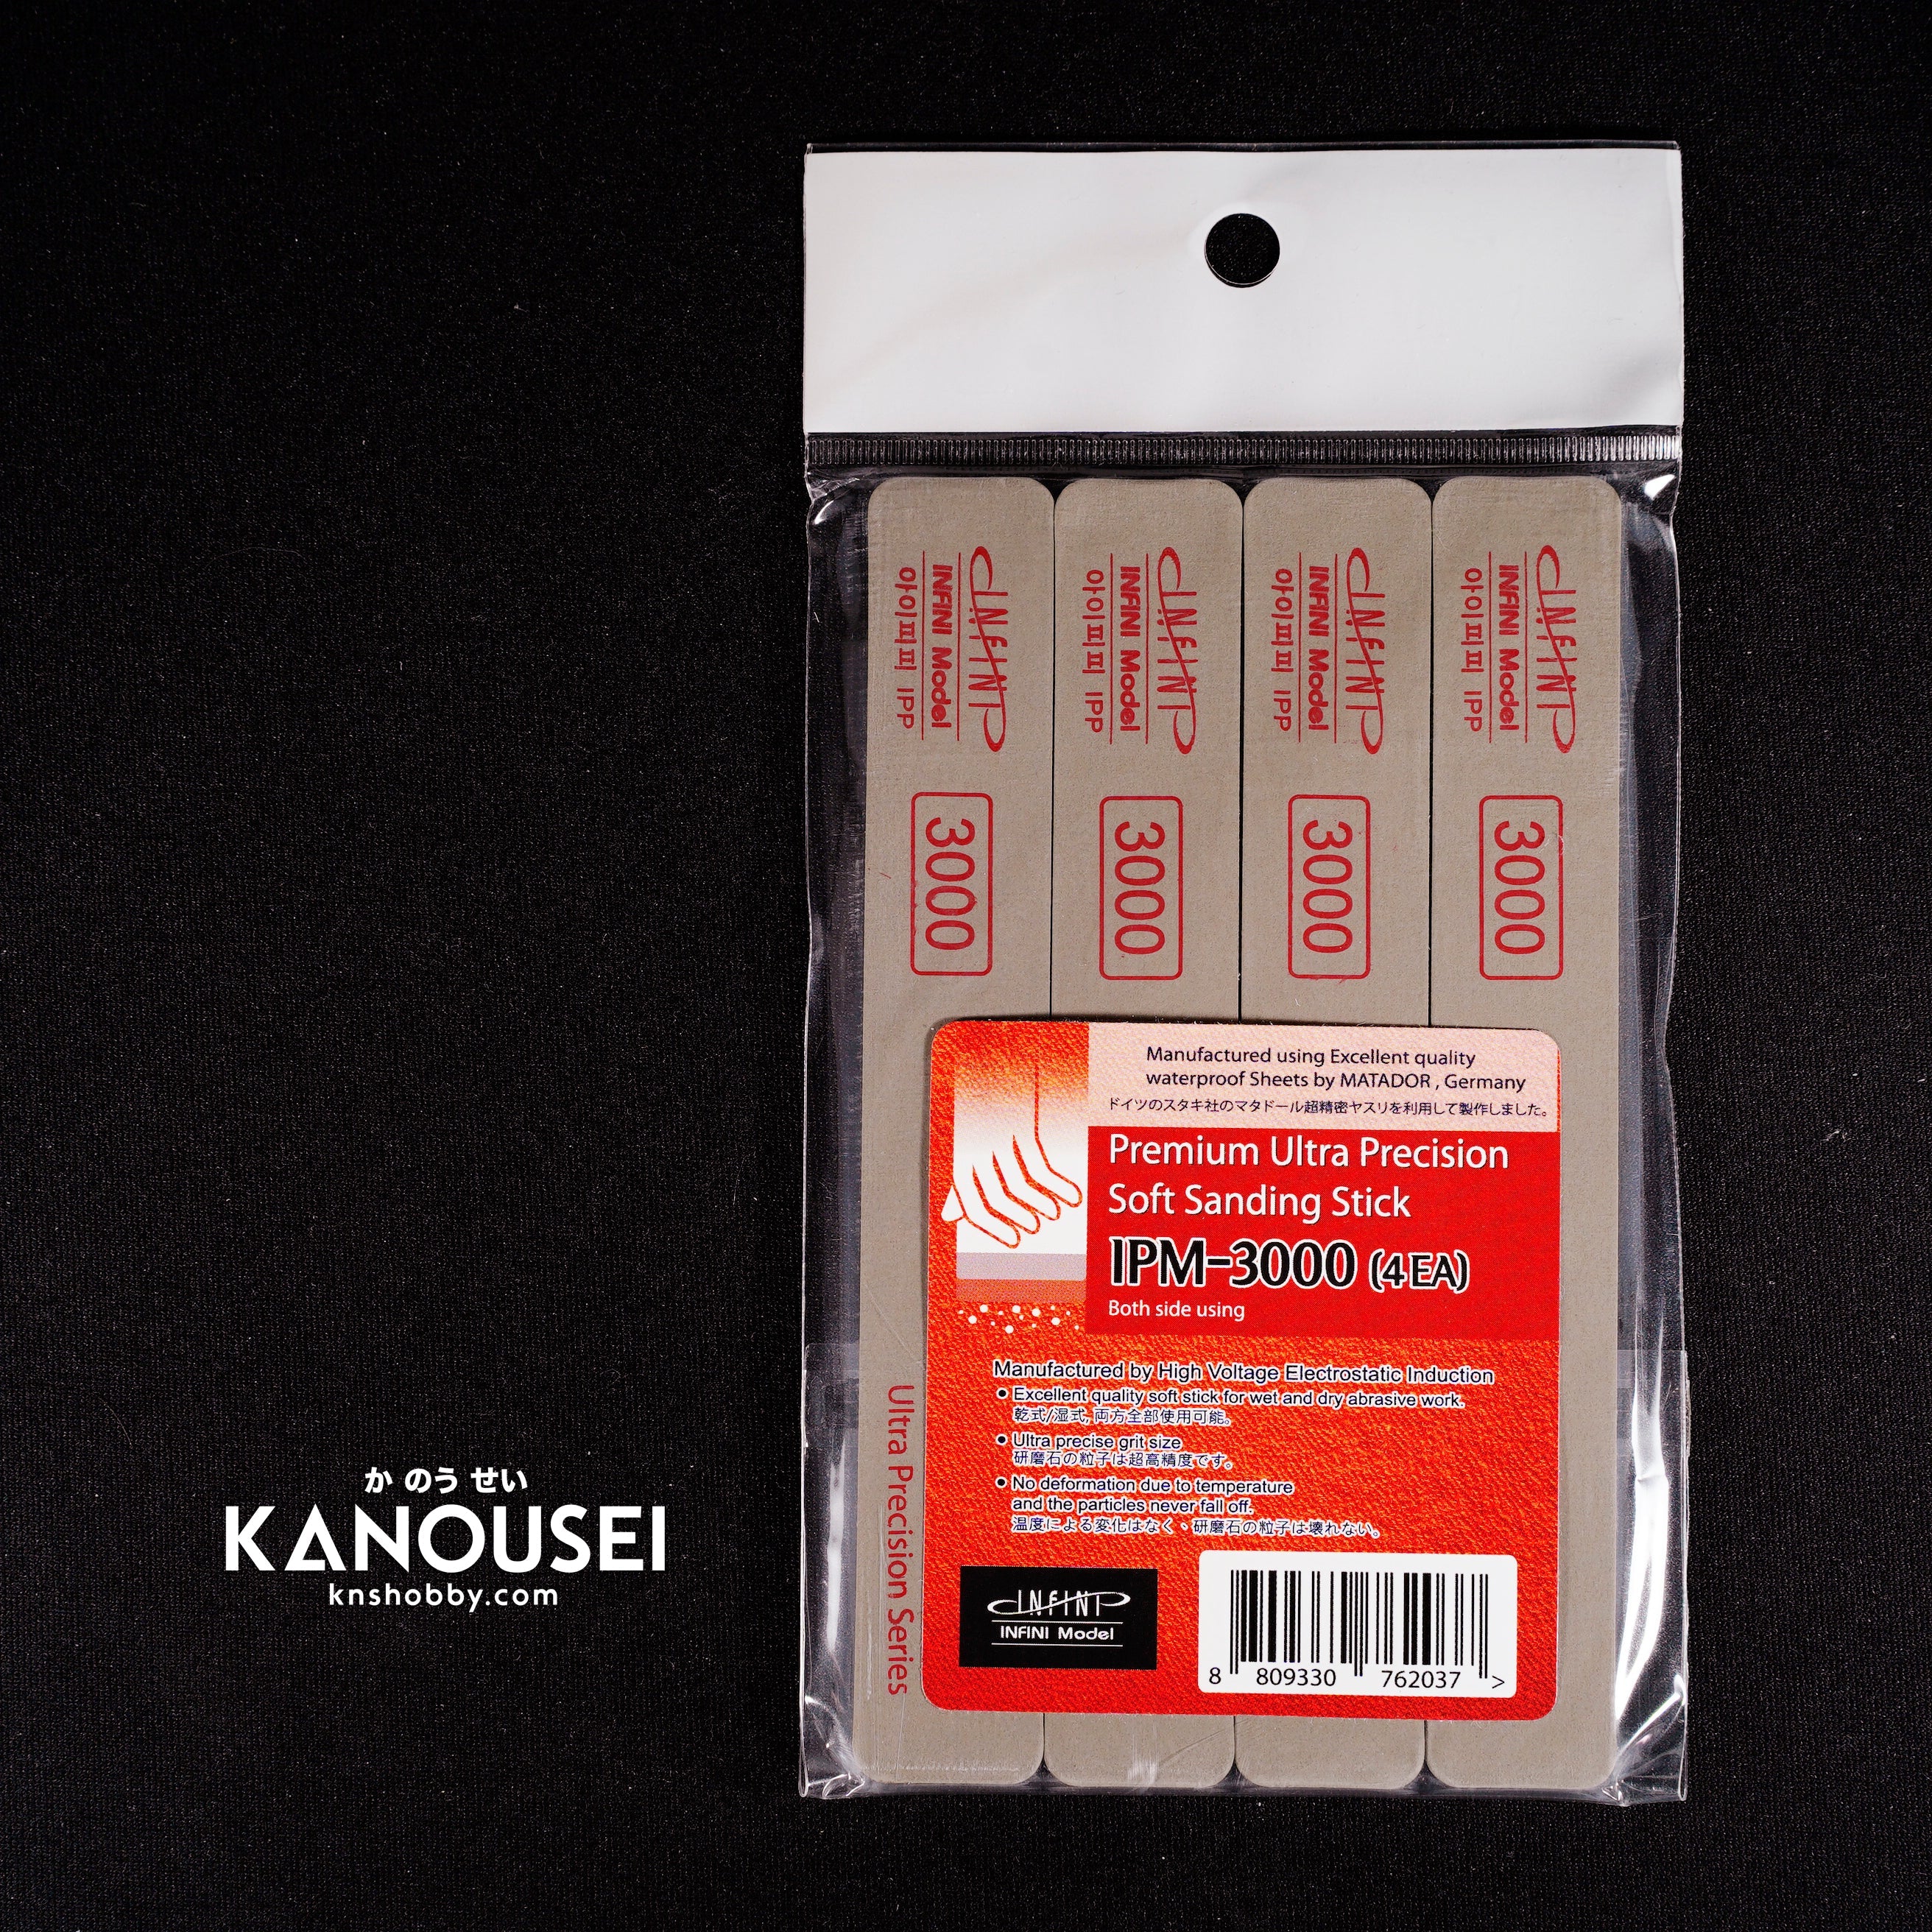 INFINI
INFINI Model
아이피피 IPP
3000
INFINI
INFINI Model
아이피피 IPP
3000
INFINI
INFINI Model
아이피피 IPP
3000
INFINI
INFINI Model
아이피피 IPP
3000
Ultra Precision Series
Manufactured using Excellent quality
waterproof Sheets by MATADOR , Germany
ドイツのスタキ社のマタドール超精密ヤスリを利用して製作しました。
Premium Ultra Precision
Soft Sanding Stick
IPM-3000 (4EA)
Both side using
Manufactured by High Voltage Electrostatic Induction
• Excellent quality soft stick for wet and dry abrasive work.
乾式/湿式, 両方全部使用可能。
• Ultra precise grit size
研磨石の粒子は超高精度です。
• No deformation due to temperature
and the particles never fall off.
温度による変化はなく、研磨石の粒子は壊れない。
INFINI
INFINI Model
8 809330 762037 >
か のう せい
KANOUSEI
knshobby.com